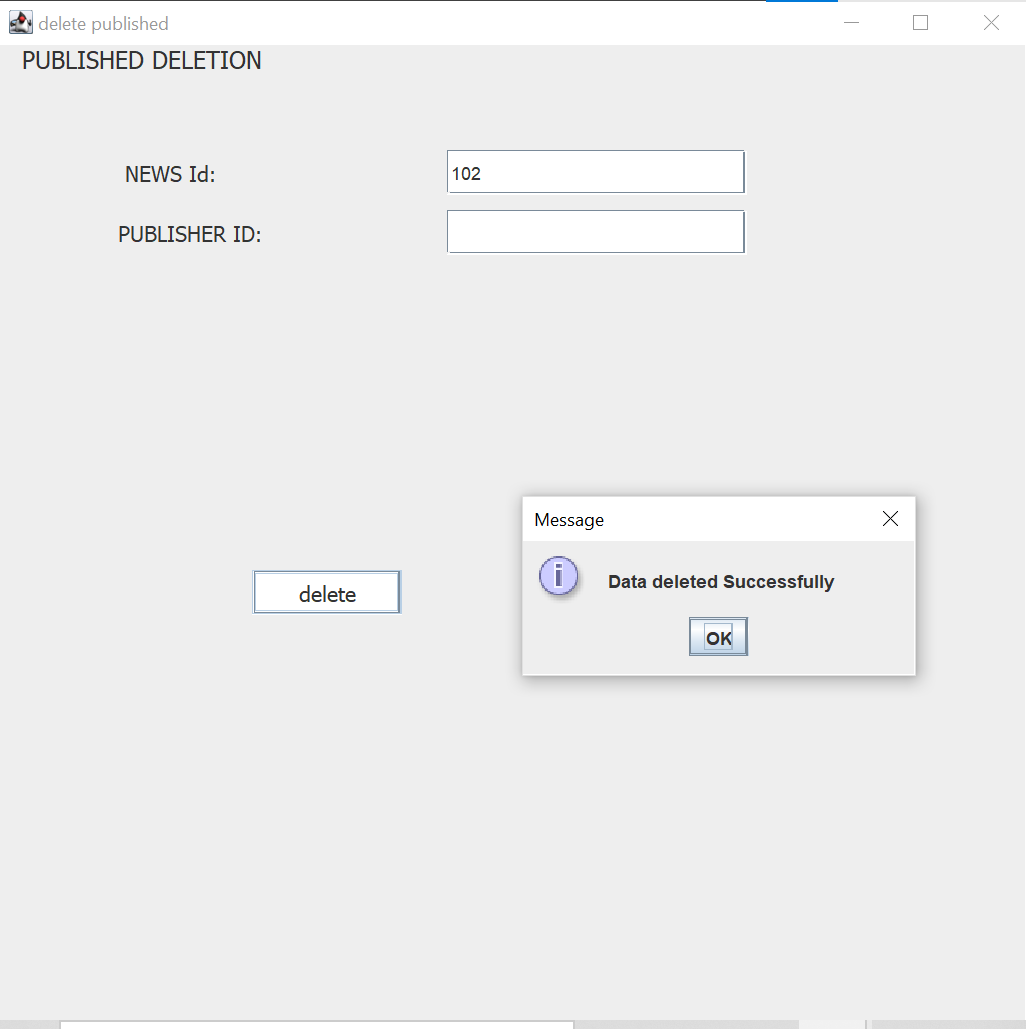 delete published
PUBLISHED DELETION
NEWS Id:
102
PUBLISHER ID:
Message
Data deleted Successfully
delete
OK